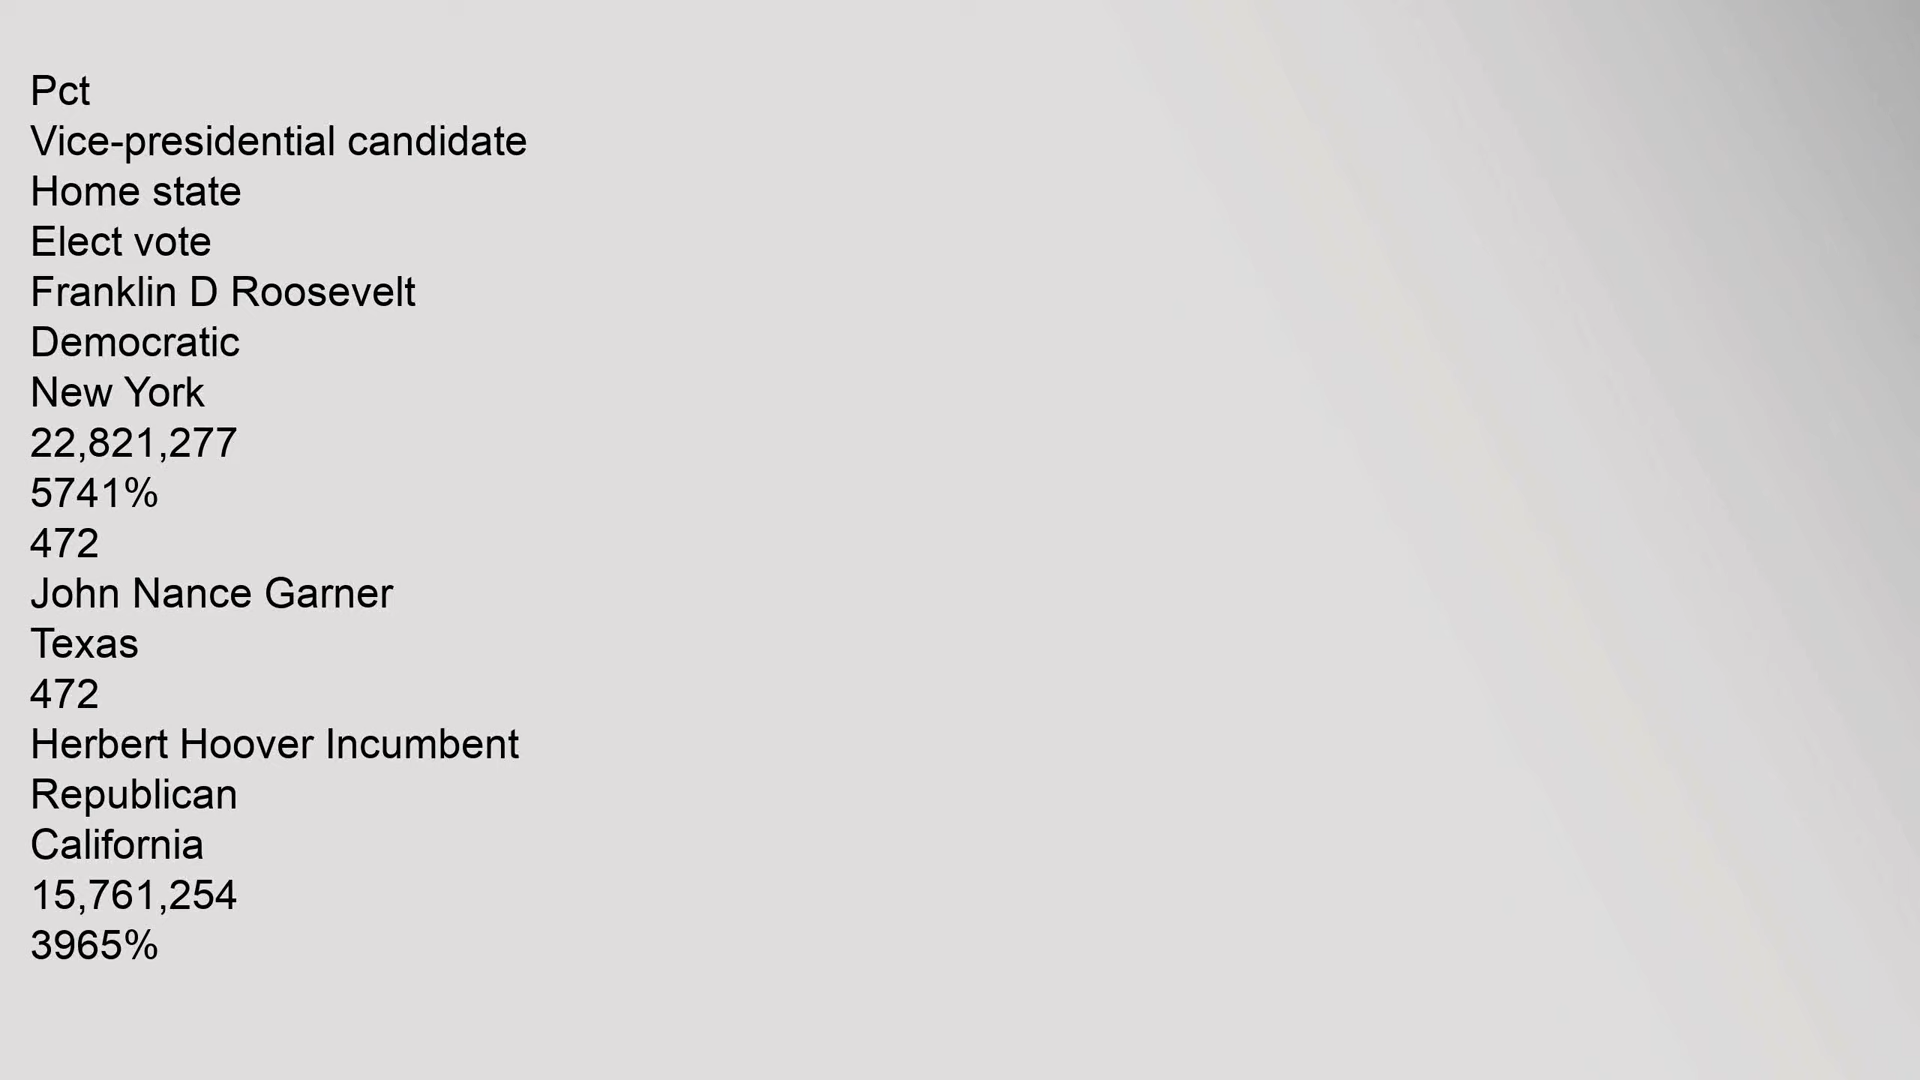 Pct
Vice-presidential candidate
Home state
Elect vote
Franklin D Roosevelt
Democratic
New York
22,821,277
5741%
472
John Nance Garner
Texas
472
Herbert Hoover Incumbent
Republican
California
15,761,254
3965%